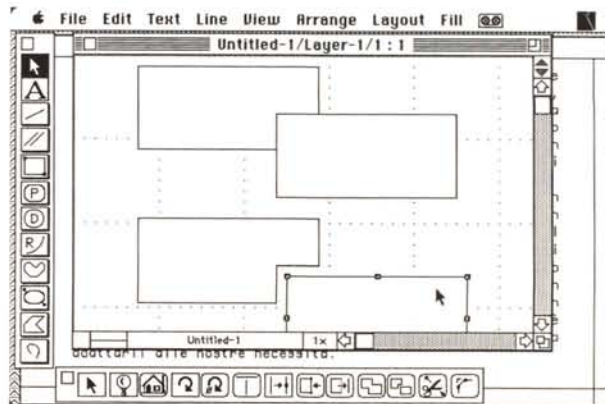 File Edit Text Line View Arrange Layout Fill
Untitled-1/Layer-1/1:1
A
P
D
R
Untitled-1 1x
adattarli alle nostre necessità.